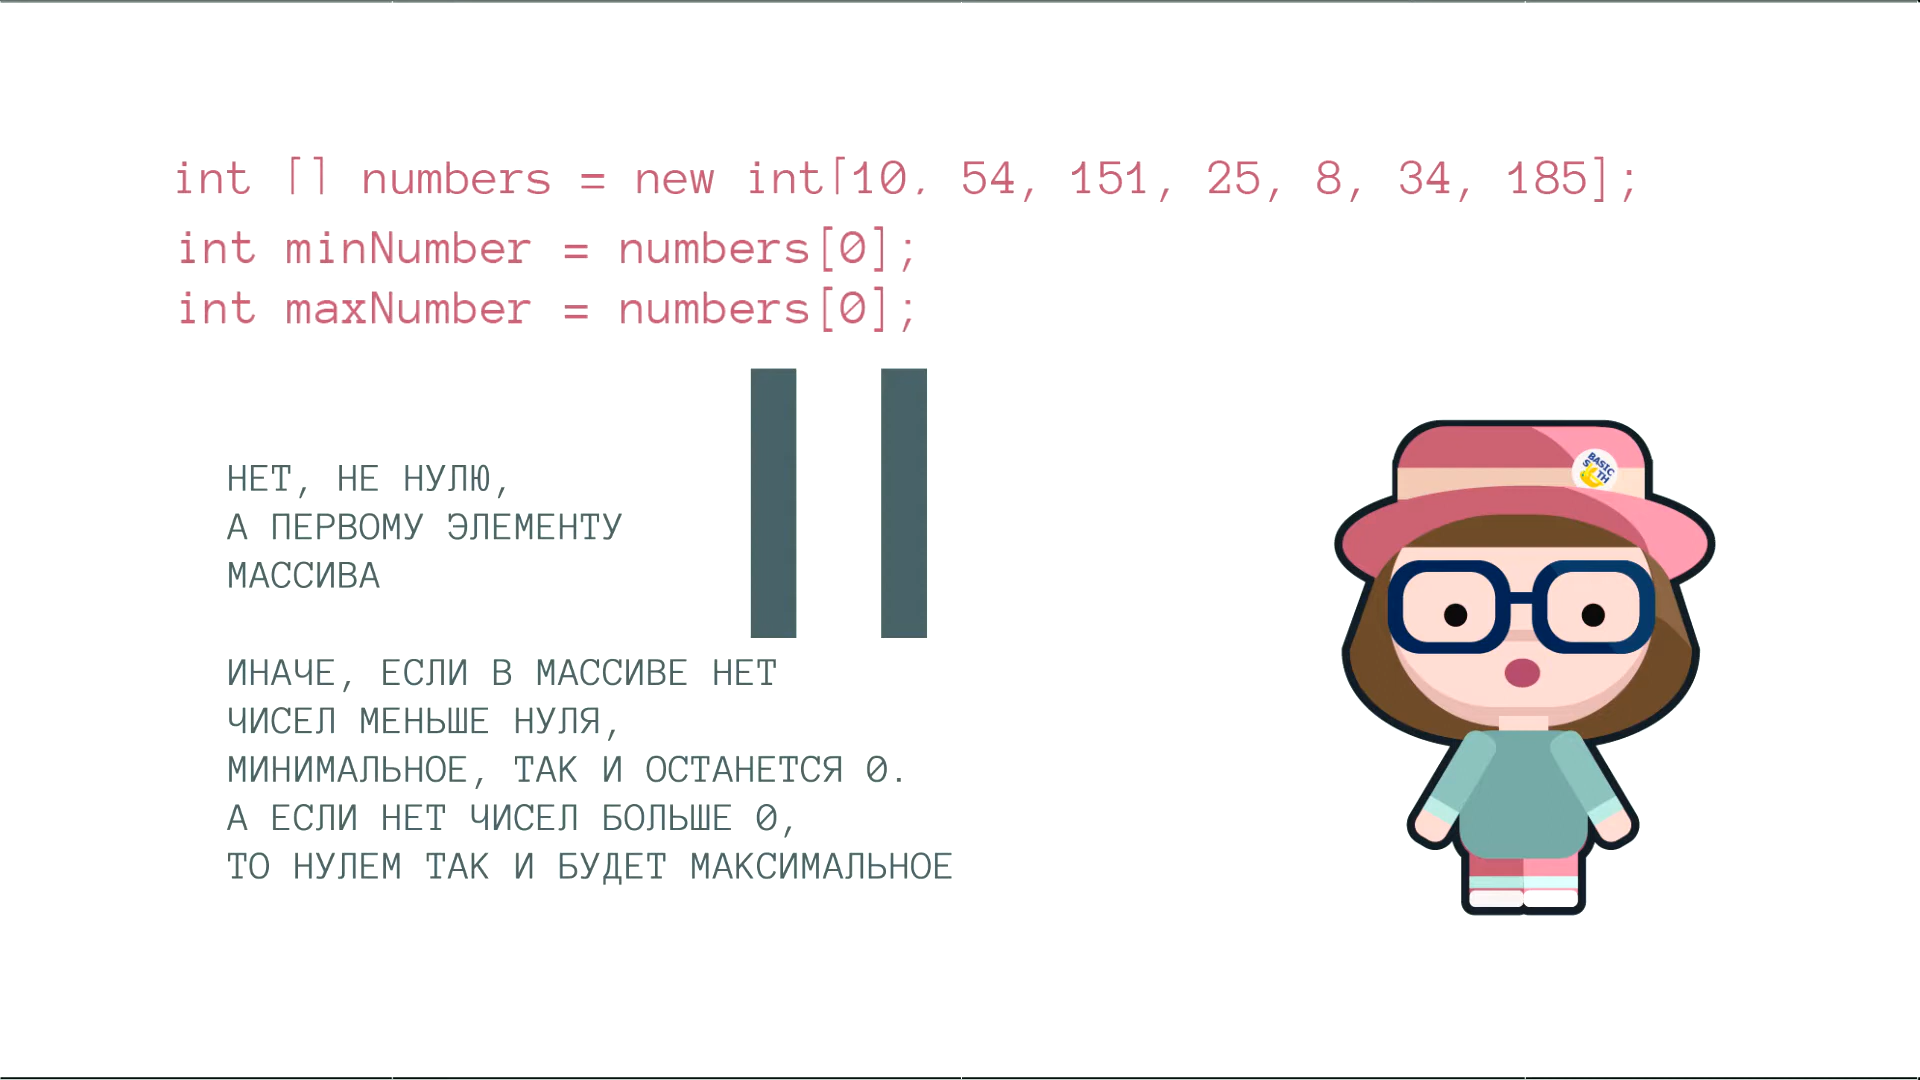 int [] numbers = new int[10, 54, 151, 25, 8, 34, 185];
int minNumber = numbers[0];
int maxNumber = numbers[0];
НЕТ, НЕ НУЛЮ,
А ПЕРВОМУ ЭЛЕМЕНТУ
МАССИВА
ИНАЧЕ, ЕСЛИ В МАССИВЕ НЕТ
ЧИСЕЛ МЕНЬШЕ НУЛЯ,
МИНИМАЛЬНОЕ, ТАК И ОСТАНЕТСЯ 0.
А ЕСЛИ НЕТ ЧИСЕЛ БОЛЬШЕ 0,
ТО НУЛЕМ ТАК И БУДЕТ МАКСИМАЛЬНОЕ
BASIC